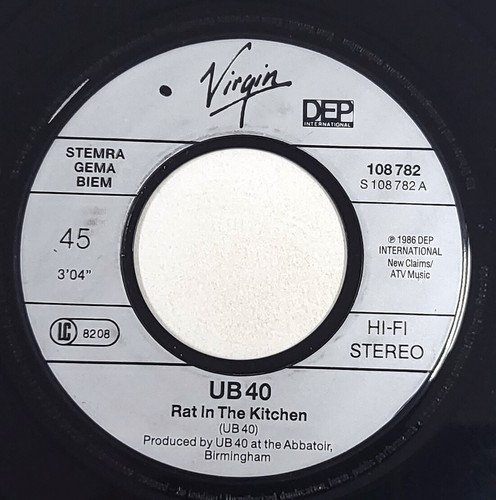 Virgin
DEP
INTERNATIONAL
STEMRA
GEMA
BIEM
108 782
S 108 782 A
45
3'04"
℗ 1986 DEP
INTERNATIONAL
New Claims/
ATV Music
LC 8208
HI-FI
STEREO
UB 40
Rat In The Kitchen
(UB 40)
Produced by UB 40 at the Abbatoir,
Birmingham